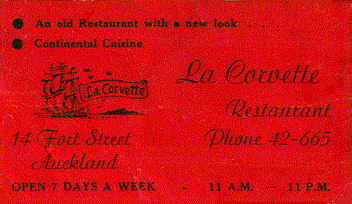 An old Restaurant with a new look . . . .
Continental Cuisine
La Corvette
La Corvette
Restaurant
14 Fort Street
Phone 42-665
Auckland
OPEN 7 DAYS A WEEK - 11 A.M. — 11 P.M.